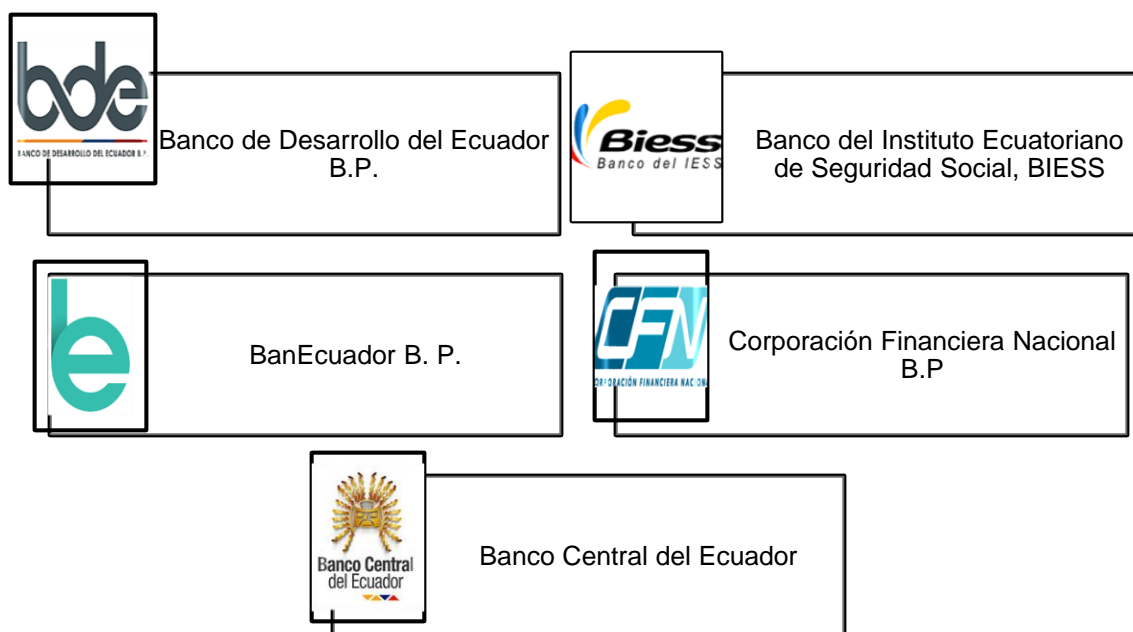 bde
BANCO DE DESARROLLO DEL ECUADOR B.P.
Banco de Desarrollo del Ecuador
B.P.
Biess
Banco del IESS
Banco del Instituto Ecuatoriano
de Seguridad Social, BIESS
be
BanEcuador B. P.
CFN
CORPORACIÓN FINANCIERA NACIONAL
Corporación Financiera Nacional
B.P
Banco Central
del Ecuador
Banco Central del Ecuador